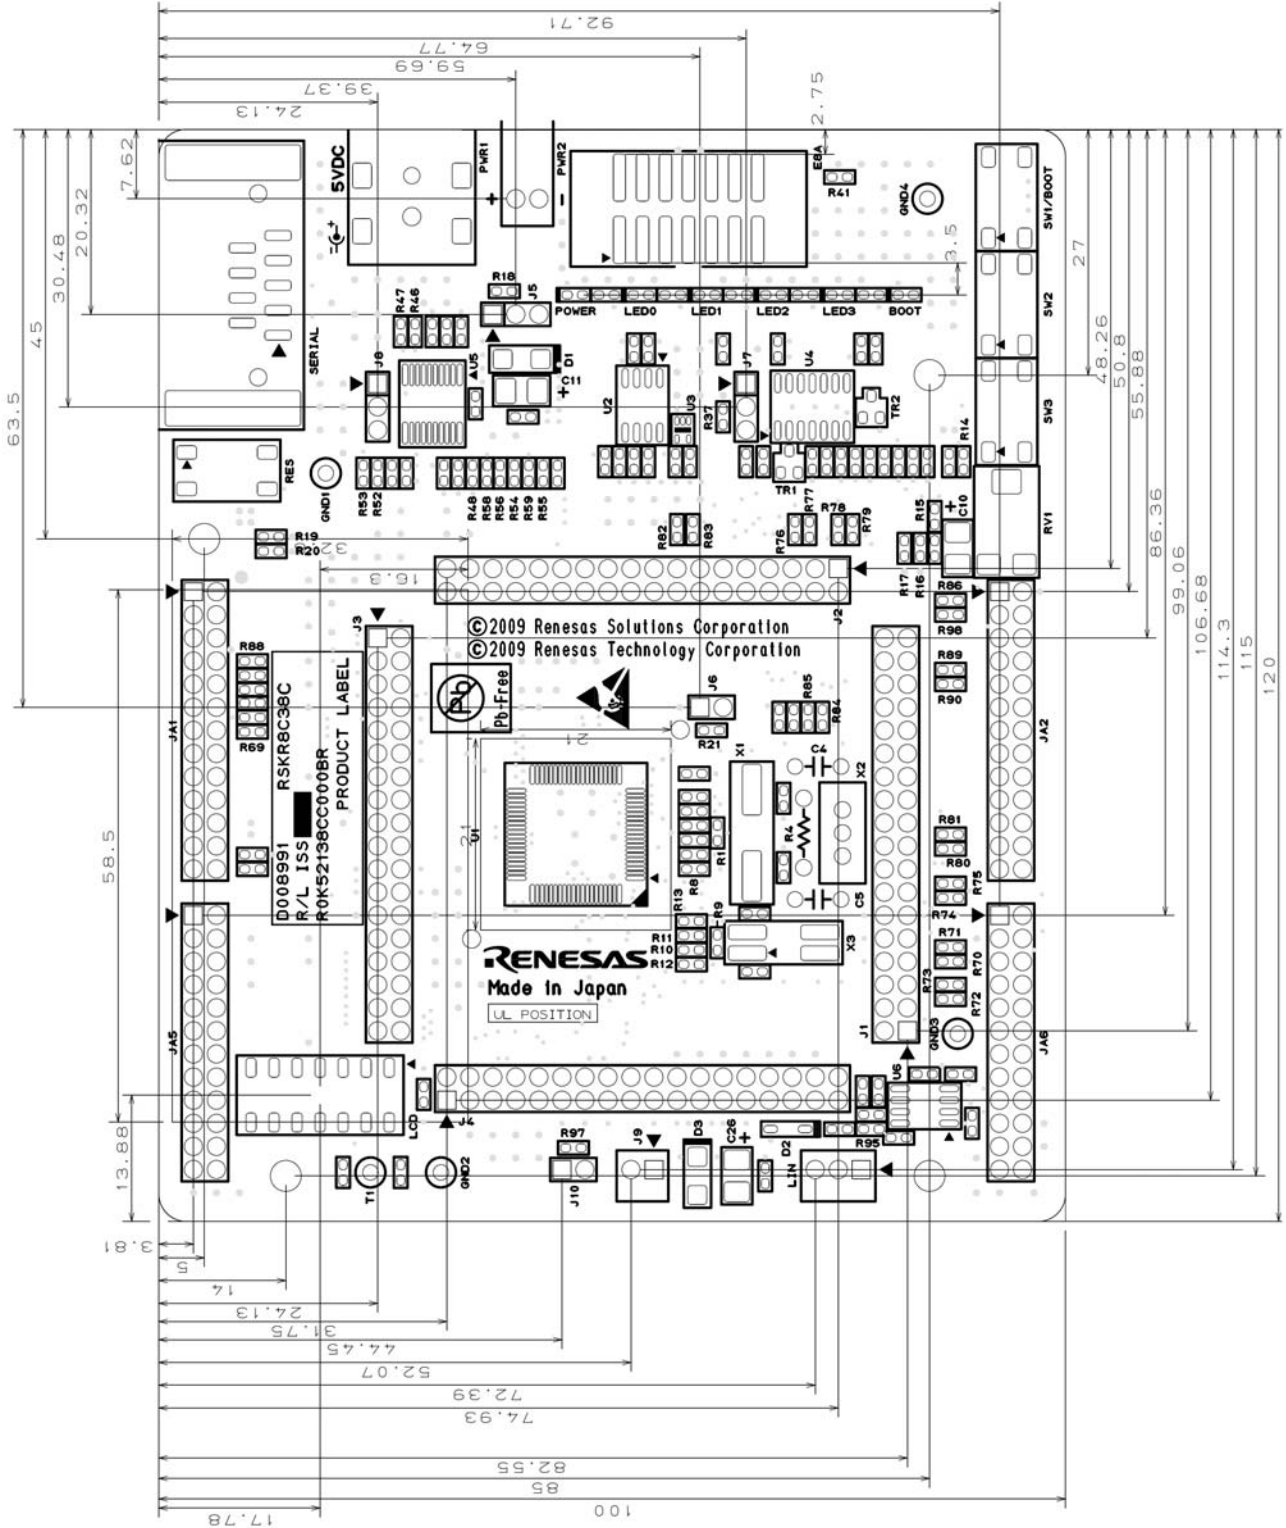 92.71
64.77
59.69
39.37
24.13
2.75
7.62
20.32
30.48
45
63.5
5VDC
PWR1
PWR2
+
-
E8A
R41
GND4
SW1/BOOT
27
48.26
50.8
55.88
86.36
99.06
106.68
114.3
115
120
3.5
SERIAL
R47
R46
R18
J5
POWER
LED0
LED1
LED2
LED3
BOOT
SW2
J8
U5
D1
C11
+
U2
U3
R37
J7
U4
TR2
SW3
R14
RES
GND1
R53
R52
R48
R58
R56
R54
R59
R55
TR1
R82
R83
R76
R77
R78
R79
R15
+
C10
RV1
R19
R20
16.3
R17
R16
R86
R98
J3
J2
©2009 Renesas Solutions Corporation
©2009 Renesas Technology Corporation
R88
R69
JA1
D008991 RSKR8C38C
R/L ISS
R0K52138CC000BR
PRODUCT LABEL
Pb
Pb-Free
J6
R21
R85
R84
R89
R90
JA2
21
21
U1
X1
C4
X2
R4
R1
R8
R81
R80
R75
R74
C5
58.5
R13
R9
R11
R10
R12
X3
R71
R70
R73
R72
RENESAS
Made in Japan
UL POSITION
J1
GND3
JA5
JA6
U6
LCD
J4
R97
J9
D3
C26
+
D2
LIN
R95
13.88
T1
GND2
J10
3.81
5
14
24.13
31.75
44.45
52.07
72.39
74.93
82.55
85
100
17.78